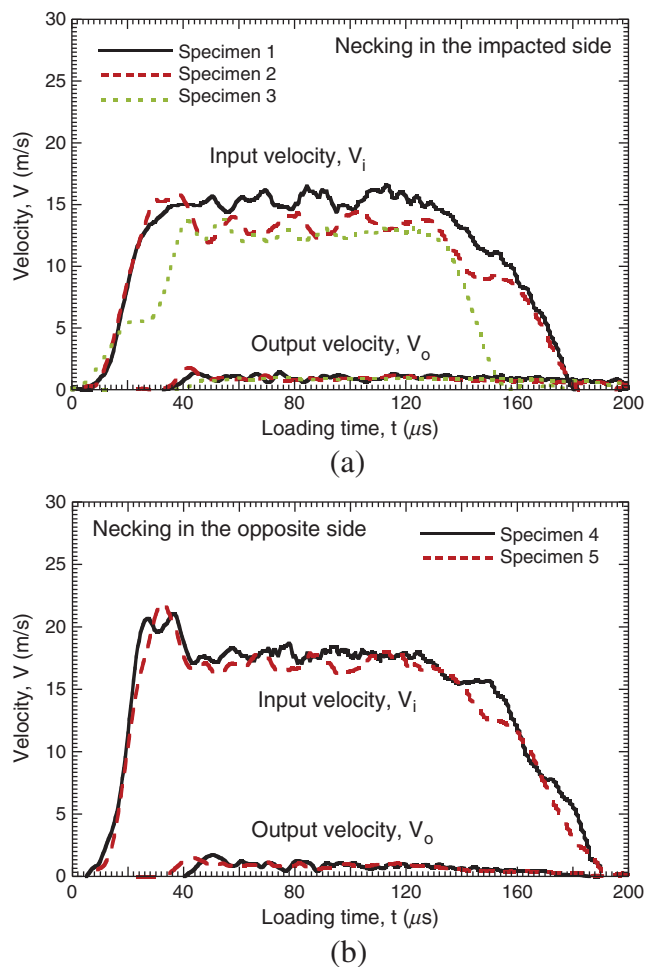 30
25
20
15
10
5
0
Velocity, V (m/s)
Specimen 1
Specimen 2
Specimen 3
Necking in the impacted side
Input velocity, Vi
Output velocity, Vo
0 40 80 120 160 200
Loading time, t (μs)
(a)
30
25
20
15
10
5
0
Velocity, V (m/s)
Necking in the opposite side
Specimen 4
Specimen 5
Input velocity, Vi
Output velocity, Vo
0 40 80 120 160 200
Loading time, t (μs)
(b)